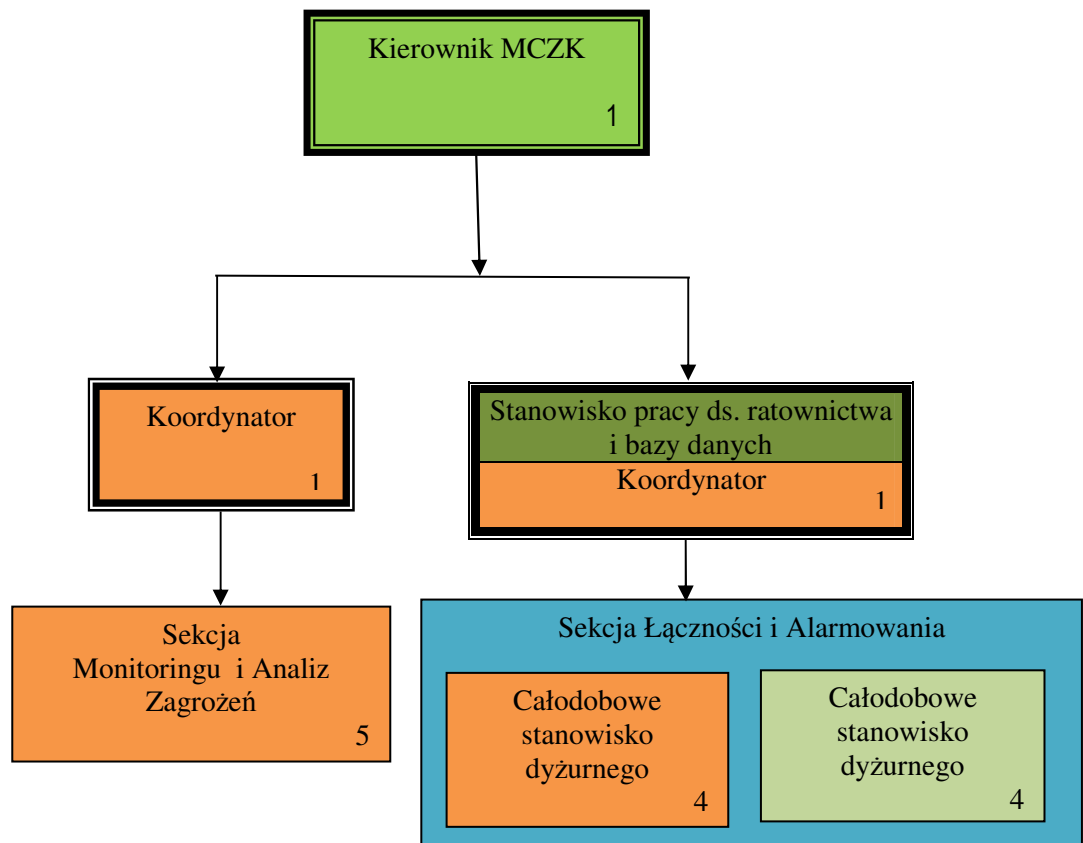 Kierownik MCZK
1
Koordynator
1
Stanowisko pracy ds. ratownictwa
i bazy danych
Koordynator
1
Sekcja
Monitoringu i Analiz
Zagrożeń
5
Sekcja Łączności i Alarmowania
Całodobowe
stanowisko
dyżurnego
4
Całodobowe
stanowisko
dyżurnego
4